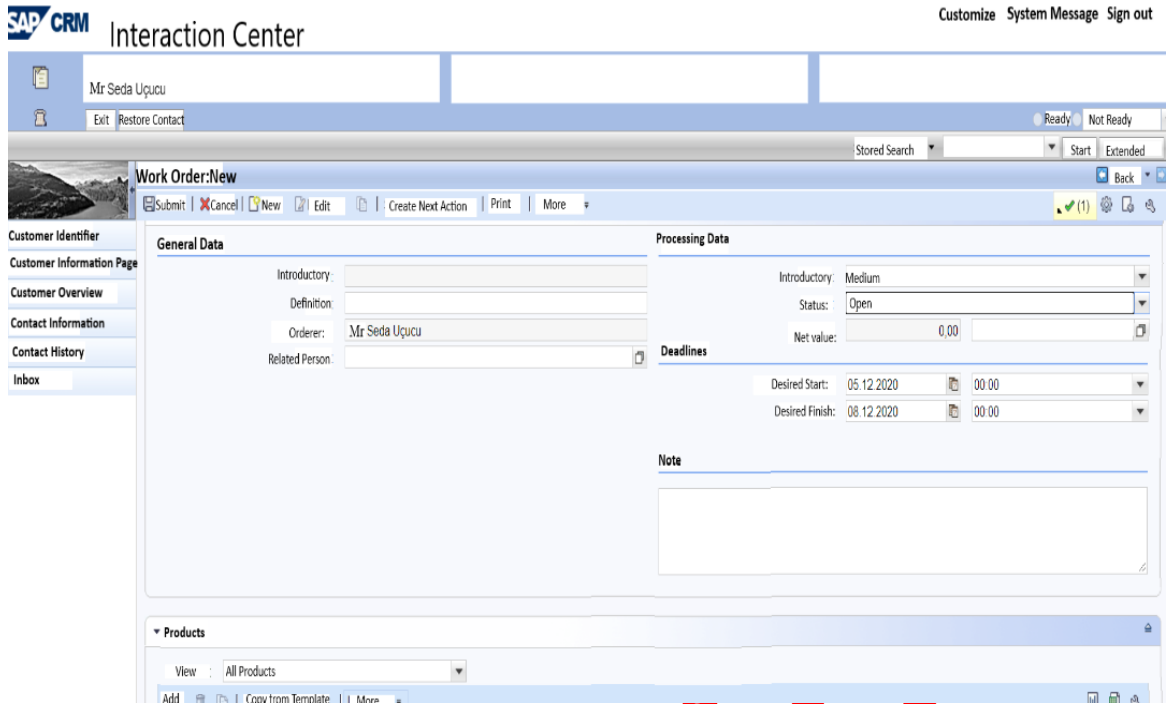 SAP CRM Interaction Center
Customize System Message Sign out
Mr Seda Uçucu
Exit Restore Contact
Ready Not Ready
Stored Search Start Extended
Work Order:New
Back
Submit | Cancel | New Edit | Create Next Action | Print | More
(1)
Customer Identifier
Customer Information Page
Customer Overview
Contact Information
Contact History
Inbox
General Data
Introductory:
Definition:
Orderer: Mr Seda Uçucu
Related Person:
Processing Data
Introductory: Medium
Status: Open
Net value: 0,00
Deadlines
Desired Start: 05.12.2020 00:00
Desired Finish: 08.12.2020 00:00
Note
Products
View : All Products
Add | Copy from Template | More